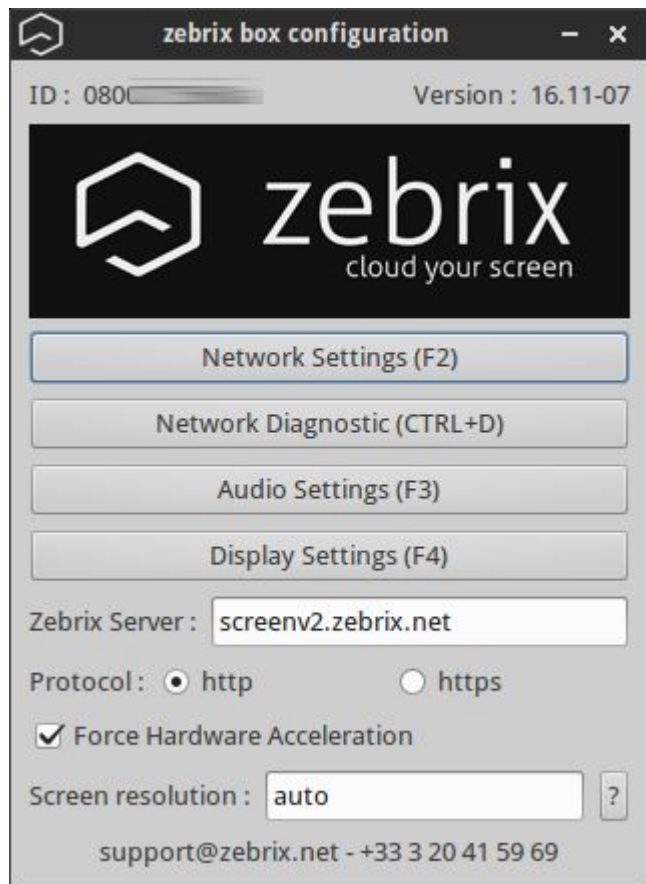 zebrix box configuration
ID : 080 Version : 16.11-07
zebrix
cloud your screen
Network Settings (F2)
Network Diagnostic (CTRL+D)
Audio Settings (F3)
Display Settings (F4)
Zebrix Server : screenv2.zebrix.net
Protocol : http https
Force Hardware Acceleration
Screen resolution : auto ?
support@zebrix.net - +33 3 20 41 59 69